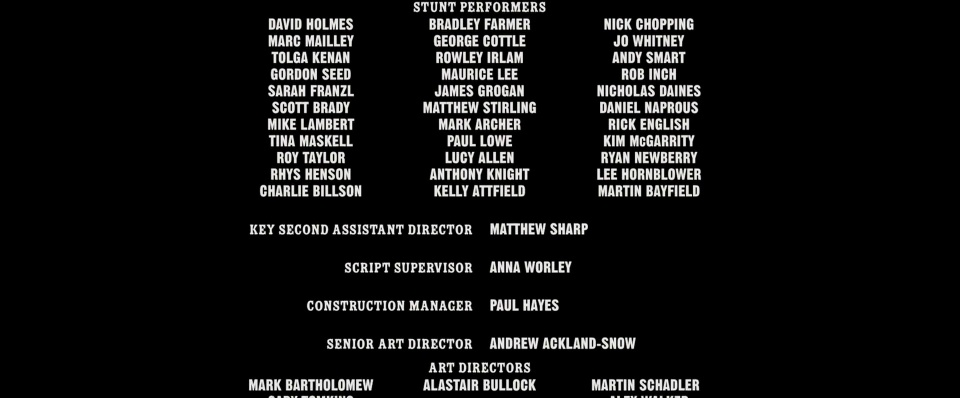 STUNT PERFORMERS
DAVID HOLMES BRADLEY FARMER NICK CHOPPING
MARC MAILLEY GEORGE COTTLE JO WHITNEY
TOLGA KENAN ROWLEY IRLAM ANDY SMART
GORDON SEED MAURICE LEE ROB INCH
SARAH FRANZL JAMES GROGAN NICHOLAS DAINES
SCOTT BRADY MATTHEW STIRLING DANIEL NAPROUS
MIKE LAMBERT MARK ARCHER RICK ENGLISH
TINA MASKELL PAUL LOWE KIM McGARRITY
ROY TAYLOR LUCY ALLEN RYAN NEWBERRY
RHYS HENSON ANTHONY KNIGHT LEE HORNBLOWER
CHARLIE BILLSON KELLY ATTFIELD MARTIN BAYFIELD
KEY SECOND ASSISTANT DIRECTOR MATTHEW SHARP
SCRIPT SUPERVISOR ANNA WORLEY
CONSTRUCTION MANAGER PAUL HAYES
SENIOR ART DIRECTOR ANDREW ACKLAND-SNOW
ART DIRECTORS
MARK BARTHOLOMEW ALASTAIR BULLOCK MARTIN SCHADLER